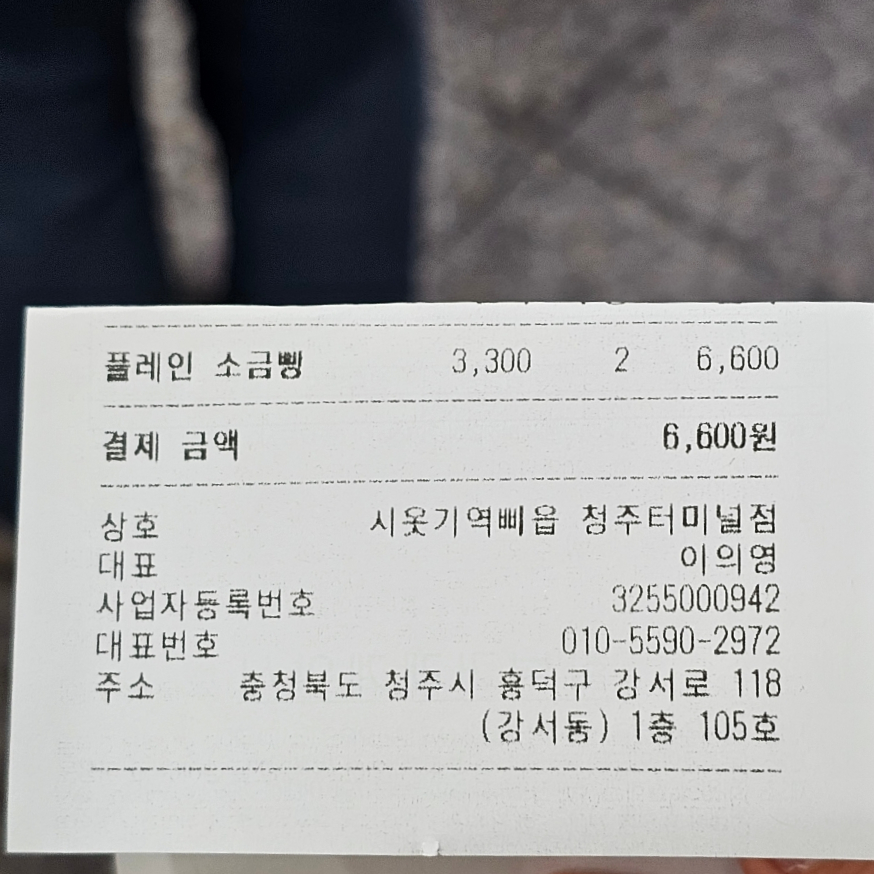 플레인 소금빵 3,300 2 6,600
결제 금액 6,600원
상호 시옷기역삐읍 청주터미널점
대표 이의영
사업자등록번호 3255000942
대표번호 010-5590-2972
주소 충청북도 청주시 흥덕구 강서로 118
(강서동) 1층 105호